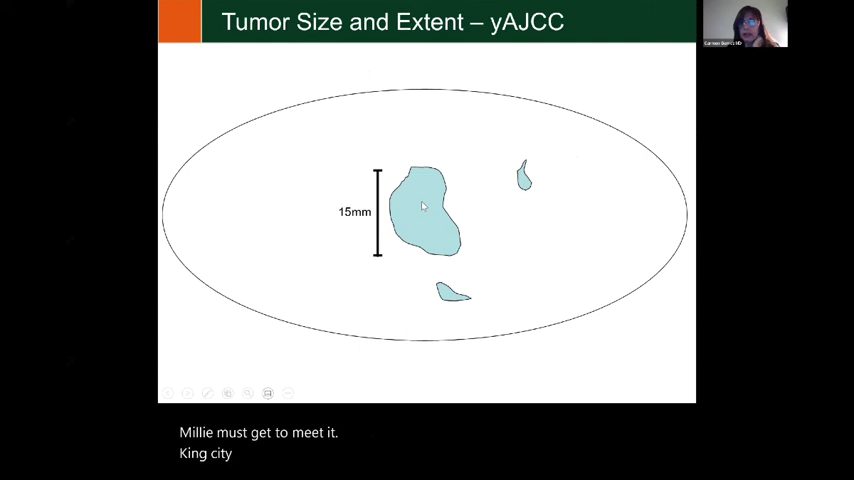 Tumor Size and Extent – yAJCC
15mm
Millie must get to meet it.
King city